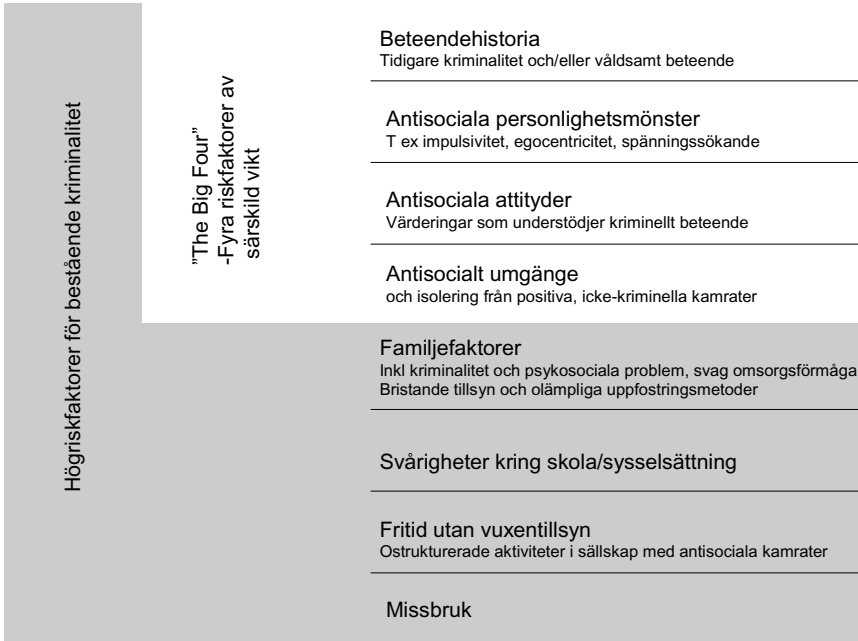 Högriskfaktorer för bestående kriminalitet
”The Big Four”
-Fyra riskfaktorer av
särskild vikt
Beteendehistoria
Tidigare kriminalitet och/eller våldsamt beteende
Antisociala personlighetsmönster
T ex impulsivitet, egocentricitet, spänningssökande
Antisociala attityder
Värderingar som understödjer kriminellt beteende
Antisocialt umgänge
och isolering från positiva, icke-kriminella kamrater
Familjefaktorer
Inkl kriminalitet och psykosociala problem, svag omsorgsförmåga
Bristande tillsyn och olämpliga uppfostringsmetoder
Svårigheter kring skola/sysselsättning
Fritid utan vuxentillsyn
Ostrukturerade aktiviteter i sällskap med antisociala kamrater
Missbruk